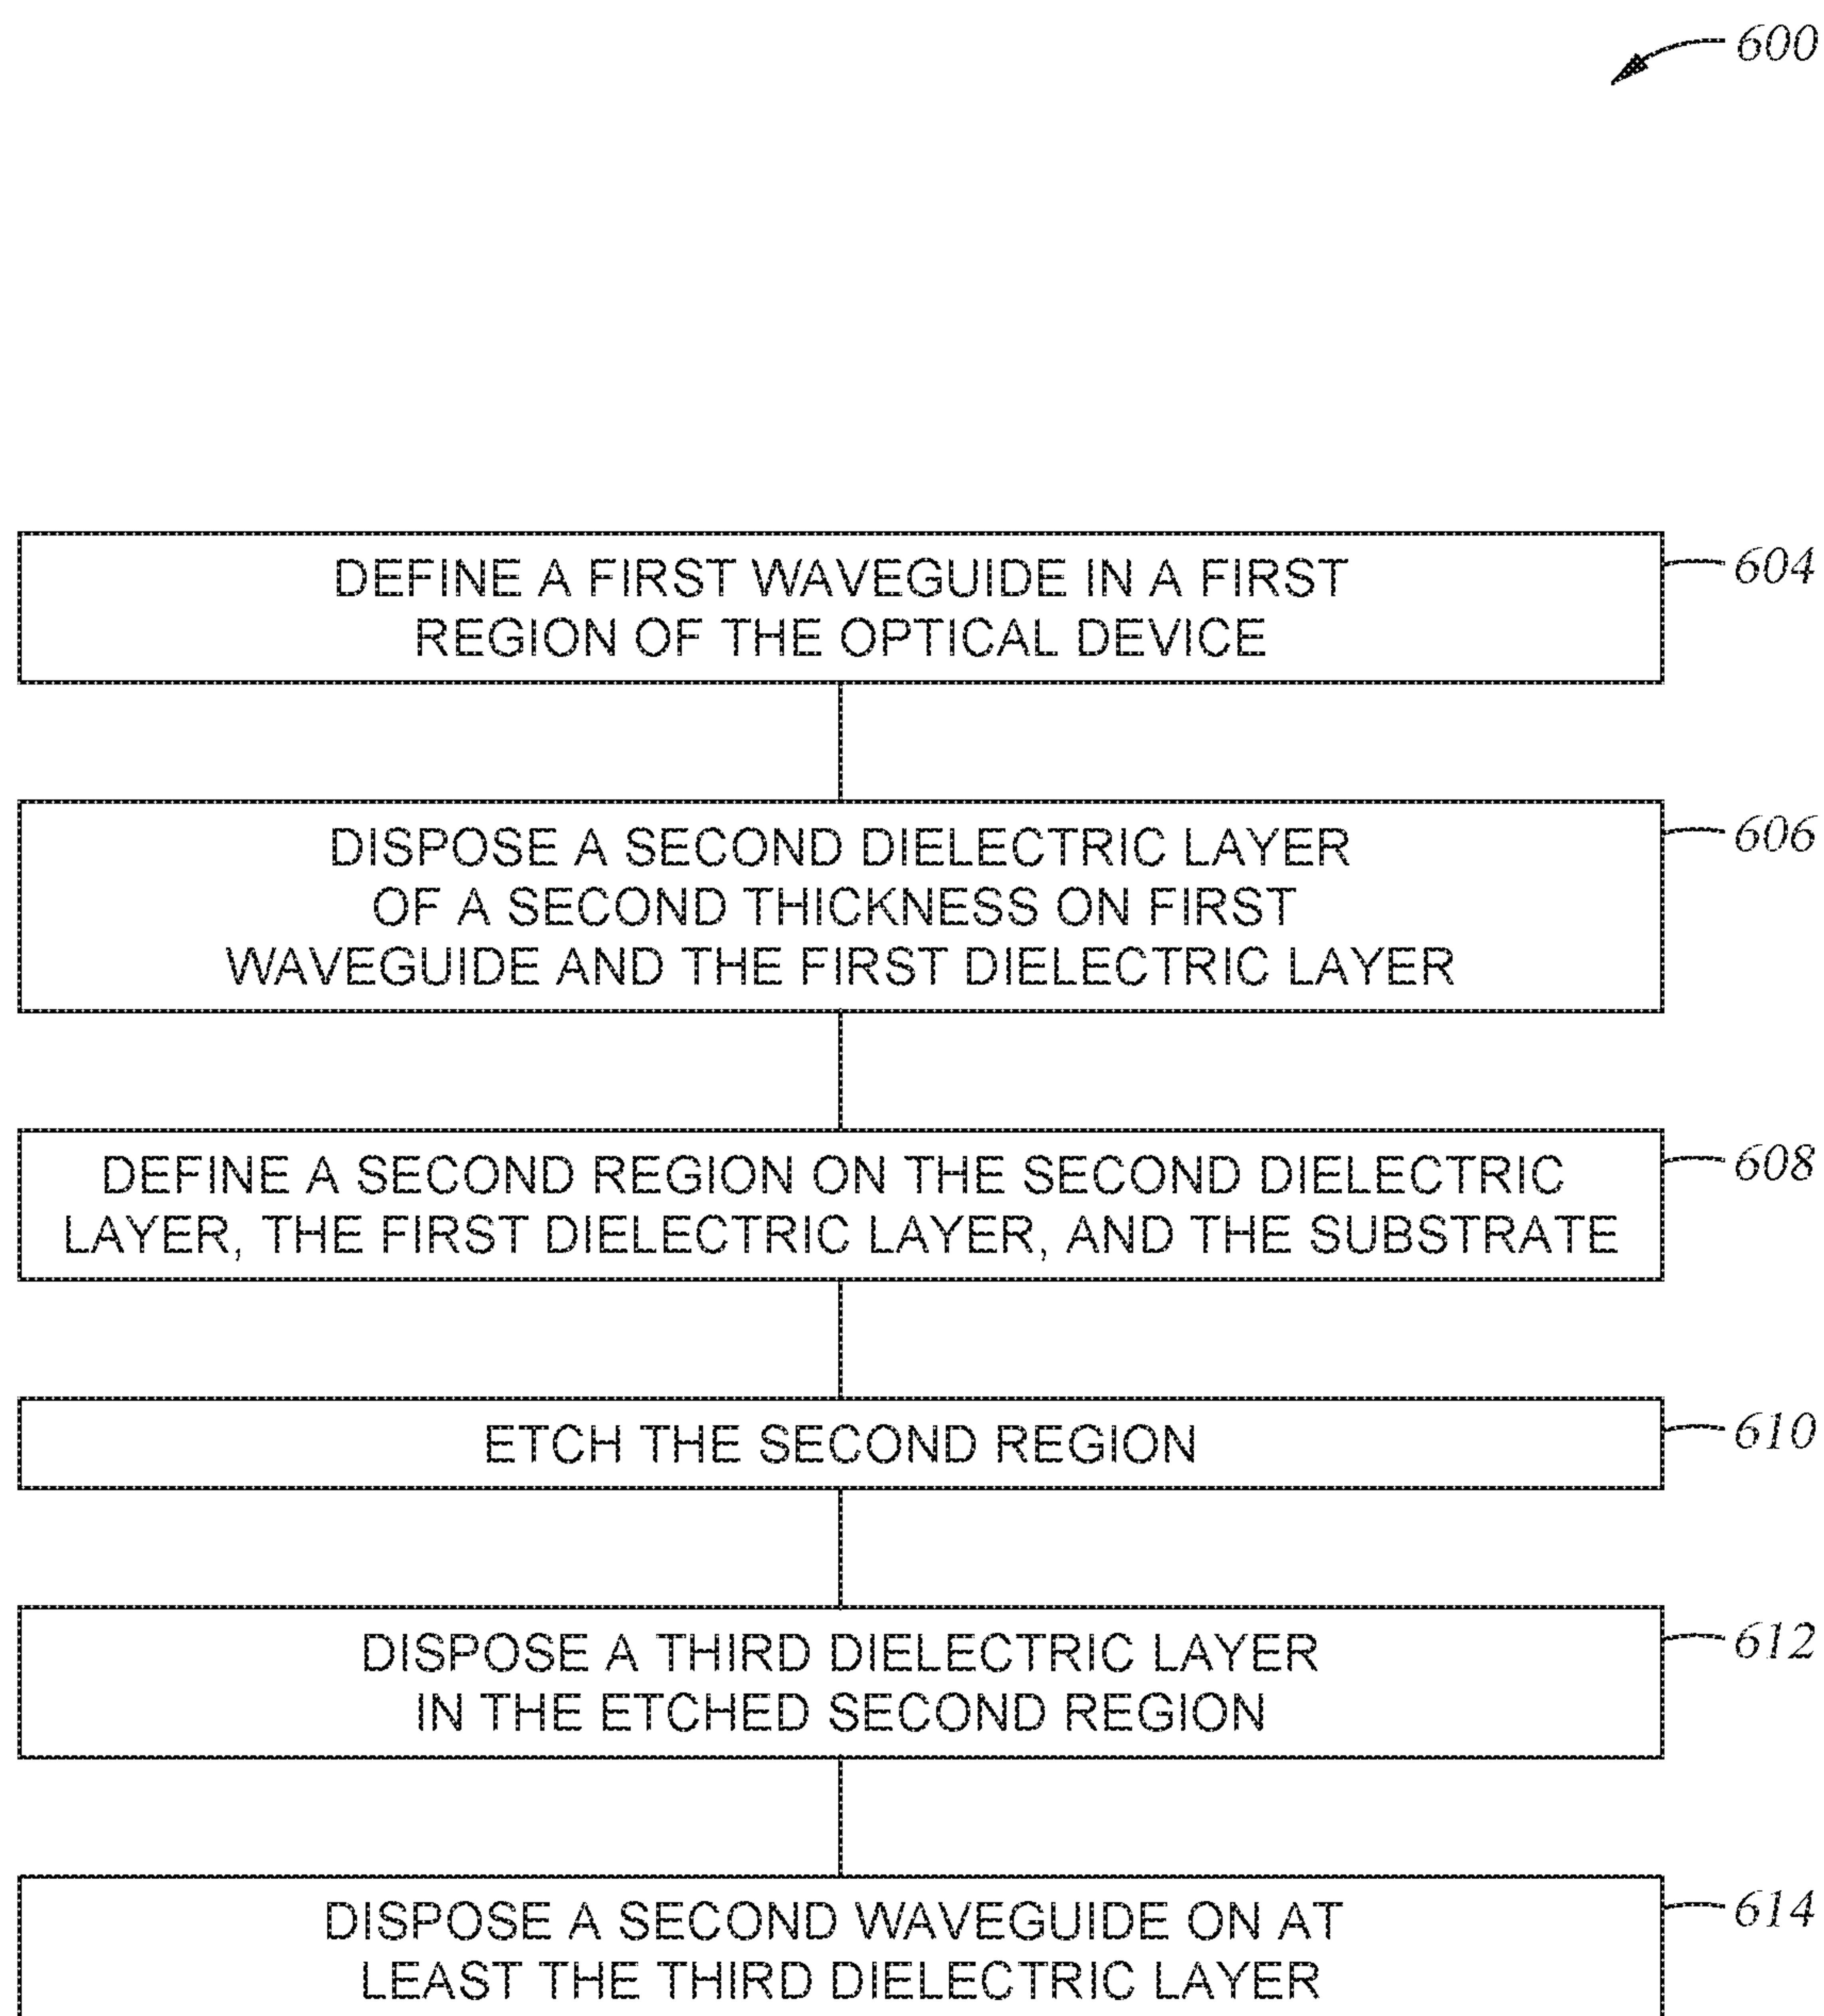 600
DEFINE A FIRST WAVEGUIDE IN A FIRST
REGION OF THE OPTICAL DEVICE
604
DISPOSE A SECOND DIELECTRIC LAYER
OF A SECOND THICKNESS ON FIRST
WAVEGUIDE AND THE FIRST DIELECTRIC LAYER
606
DEFINE A SECOND REGION ON THE SECOND DIELECTRIC
LAYER, THE FIRST DIELECTRIC LAYER, AND THE SUBSTRATE
608
ETCH THE SECOND REGION
610
DISPOSE A THIRD DIELECTRIC LAYER
IN THE ETCHED SECOND REGION
612
DISPOSE A SECOND WAVEGUIDE ON AT
LEAST THE THIRD DIELECTRIC LAYER
614